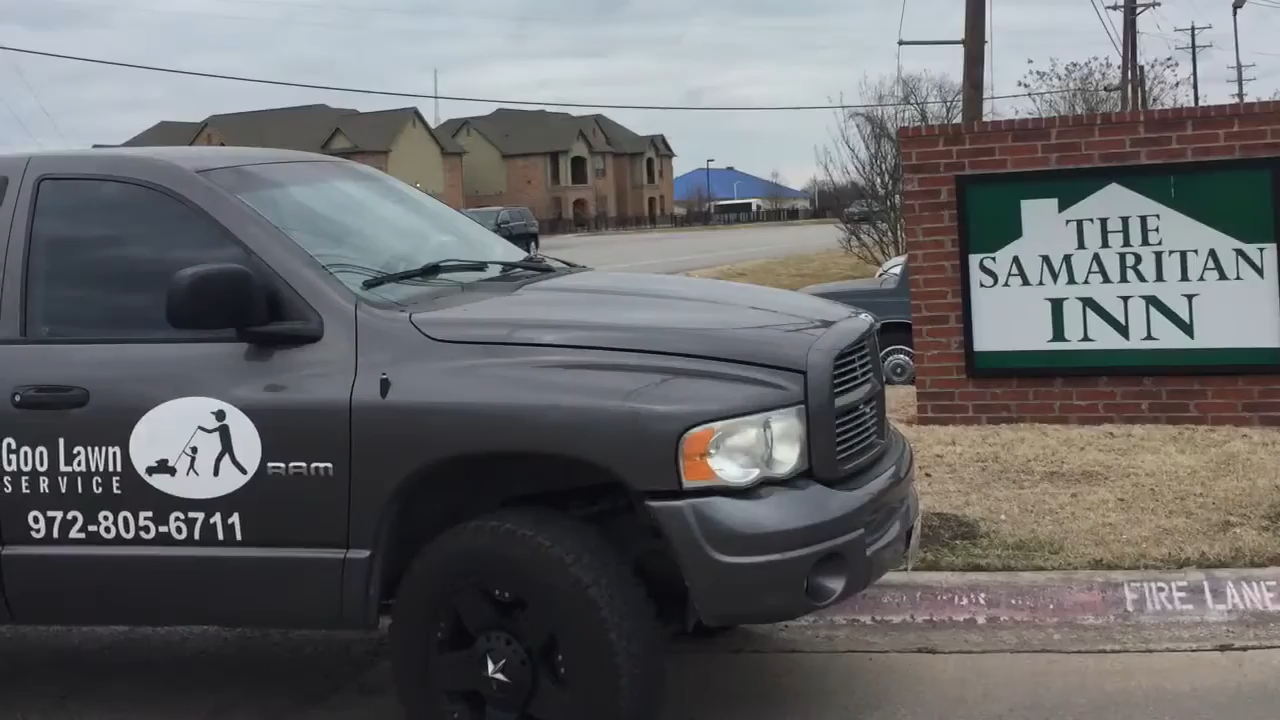 Goo Lawn
SERVICE
RAM
972-805-6711
THE
SAMARITAN
INN
FIRE LANE